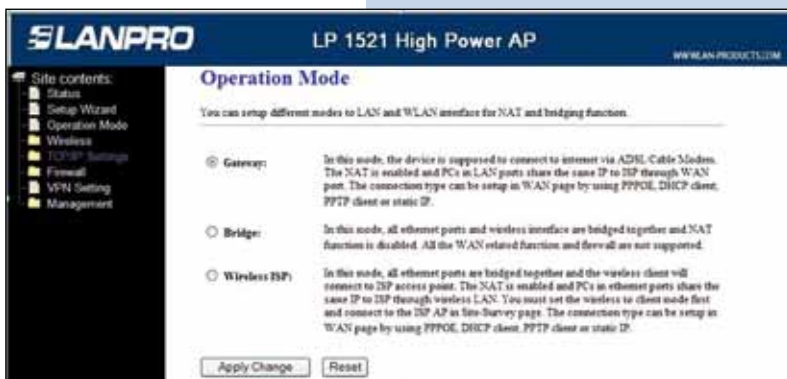 SLANPRO
LP 1521 High Power AP
WWW.LAN-PRODUCTS.COM
Site contents:
Status
Setup Wizard
Operation Mode
Wireless
TCP/IP Settings
Firewall
VPN Setting
Management
Operation Mode
You can setup different modes to LAN and WLAN interface for NAT and bridging function.
Gateway:
In this mode, the device is supposed to connect to internet via ADSL/Cable Modem.
The NAT is enabled and PCs in LAN ports share the same IP to ISP through WAN
port. The connection type can be setup in WAN page by using PPPOE, DHCP client,
PPTP client or static IP.
Bridge:
In this mode, all ethernet ports and wireless interface are bridged together and NAT
function is disabled. All the WAN related function and firewall are not supported.
Wireless ISP:
In this mode, all ethernet ports are bridged together and the wireless client will
connect to ISP access point. The NAT is enabled and PCs in ethernet ports share the
same IP to ISP through wireless LAN. You must set the wireless to client mode first
and connect to the ISP AP in Site-Survey page. The connection type can be setup in
WAN page by using PPPOE, DHCP client, PPTP client or static IP.
Apply Change
Reset